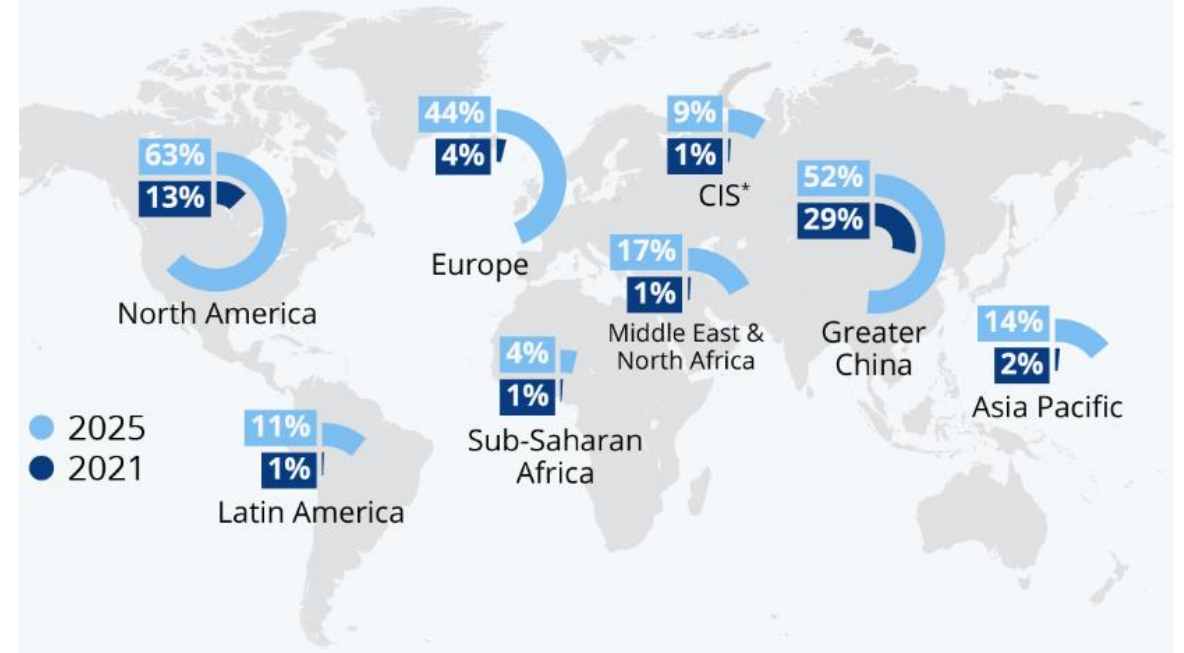 63%
13%
North America
44%
4%
Europe
9%
1%
CIS*
52%
29%
Greater
China
17%
1%
Middle East &
North Africa
14%
2%
Asia Pacific
4%
1%
Sub-Saharan
Africa
11%
1%
Latin America
2025
2021